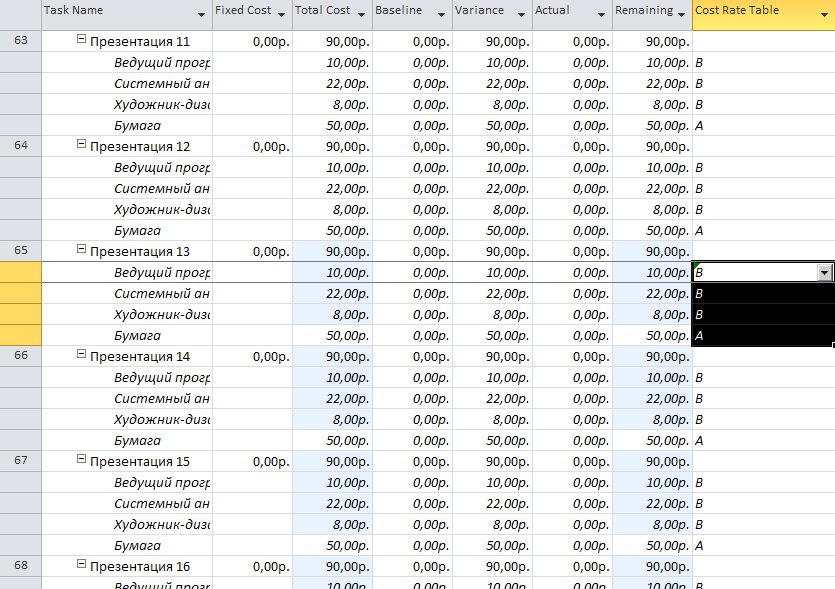 Task Name Fixed Cost Total Cost Baseline Variance Actual Remaining Cost Rate Table
63 Презентация 11 0,00р. 90,00р. 0,00р. 90,00р. 0,00р. 90,00р.
Ведущий прогр 10,00р. 0,00р. 10,00р. 0,00р. 10,00р. B
Системный ан 22,00р. 0,00р. 22,00р. 0,00р. 22,00р. B
Художник-диза 8,00р. 0,00р. 8,00р. 0,00р. 8,00р. B
Бумага 50,00р. 0,00р. 50,00р. 0,00р. 50,00р. A
64 Презентация 12 0,00р. 90,00р. 0,00р. 90,00р. 0,00р. 90,00р.
Ведущий прогр 10,00р. 0,00р. 10,00р. 0,00р. 10,00р. B
Системный ан 22,00р. 0,00р. 22,00р. 0,00р. 22,00р. B
Художник-диза 8,00р. 0,00р. 8,00р. 0,00р. 8,00р. B
Бумага 50,00р. 0,00р. 50,00р. 0,00р. 50,00р. A
65 Презентация 13 0,00р. 90,00р. 0,00р. 90,00р. 0,00р. 90,00р.
Ведущий прогр 10,00р. 0,00р. 10,00р. 0,00р. 10,00р. B
Системный ан 22,00р. 0,00р. 22,00р. 0,00р. 22,00р. B
Художник-диза 8,00р. 0,00р. 8,00р. 0,00р. 8,00р. B
Бумага 50,00р. 0,00р. 50,00р. 0,00р. 50,00р. A
66 Презентация 14 0,00р. 90,00р. 0,00р. 90,00р. 0,00р. 90,00р.
Ведущий прогр 10,00р. 0,00р. 10,00р. 0,00р. 10,00р. B
Системный ан 22,00р. 0,00р. 22,00р. 0,00р. 22,00р. B
Художник-диза 8,00р. 0,00р. 8,00р. 0,00р. 8,00р. B
Бумага 50,00р. 0,00р. 50,00р. 0,00р. 50,00р. A
67 Презентация 15 0,00р. 90,00р. 0,00р. 90,00р. 0,00р. 90,00р.
Ведущий прогр 10,00р. 0,00р. 10,00р. 0,00р. 10,00р. B
Системный ан 22,00р. 0,00р. 22,00р. 0,00р. 22,00р. B
Художник-диза 8,00р. 0,00р. 8,00р. 0,00р. 8,00р. B
Бумага 50,00р. 0,00р. 50,00р. 0,00р. 50,00р. A
68 Презентация 16 0,00р. 90,00р. 0,00р. 90,00р. 0,00р. 90,00р.
Ведущий прогр 10,00р. 0,00р. 10,00р. 0,00р. 10,00р. B